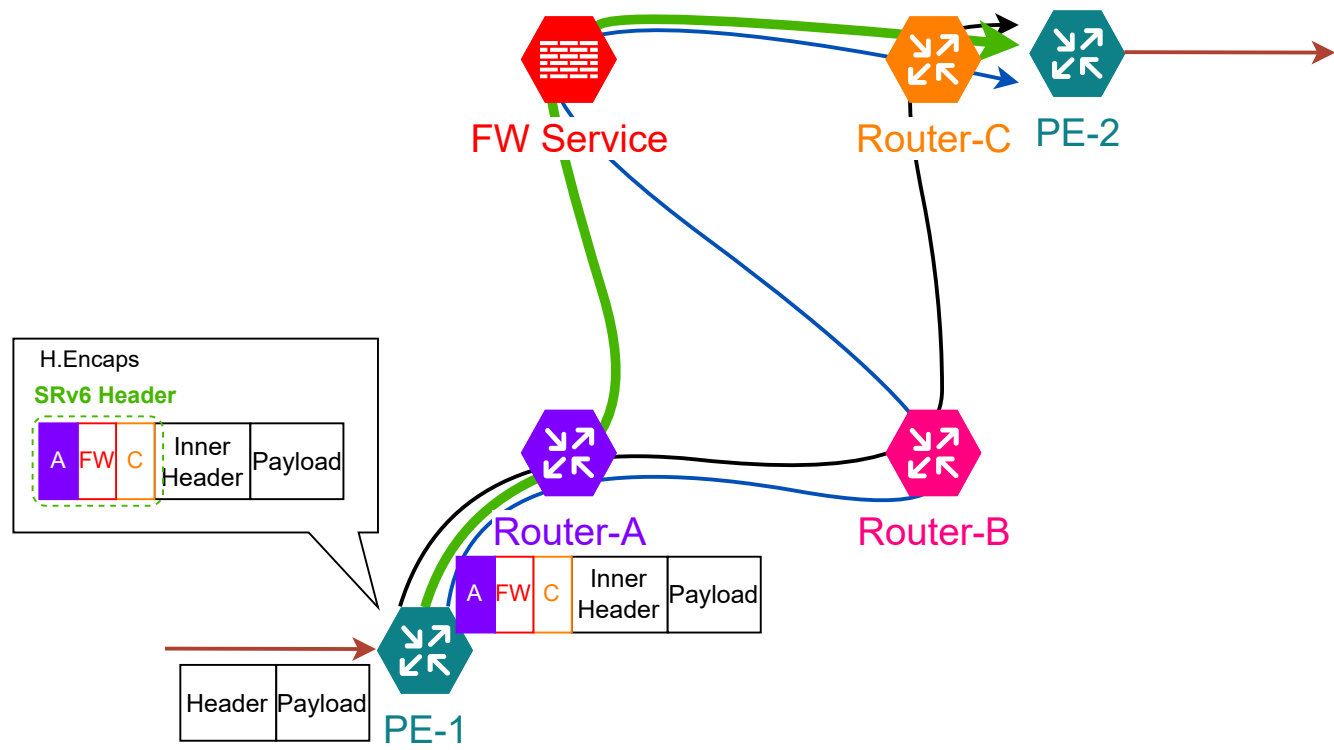 FW Service
Router-C
PE-2
H.Encaps
SRv6 Header
A
FW
C
Inner
Header
Payload
Router-A
Router-B
A
FW
C
Inner
Header
Payload
Header
Payload
PE-1